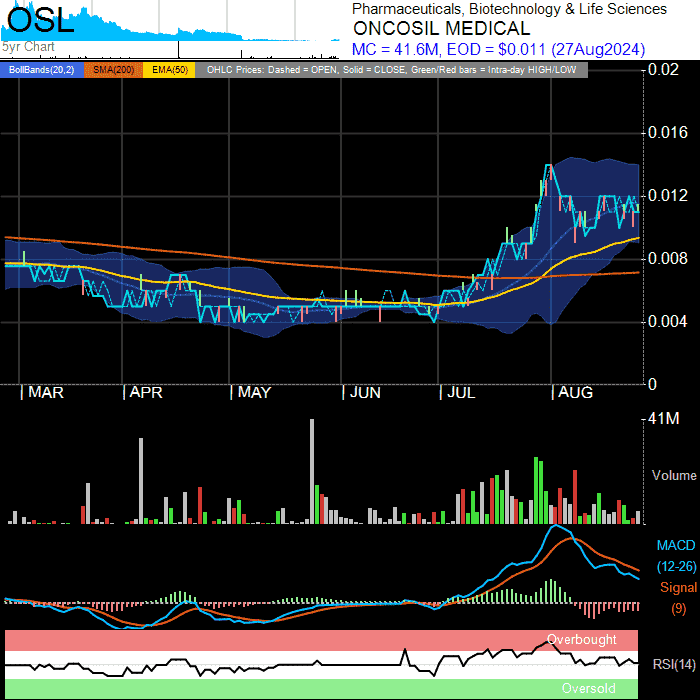 OSL
5yr Chart
Pharmaceuticals, Biotechnology & Life Sciences
ONCOSIL MEDICAL
MC = 41.6M, EOD = $0.011 (27Aug2024)
BollBands(20,2) SMA(200) EMA(50) OHLC Prices: Dashed = OPEN, Solid = CLOSE, Green/Red bars = Intra-day HIGH/LOW
0.02
0.016
0.012
0.008
0.004
0
MAR APR MAY JUN JUL AUG
41M
Volume
MACD
(12-26)
Signal
(9)
Overbought
RSI(14)
Oversold